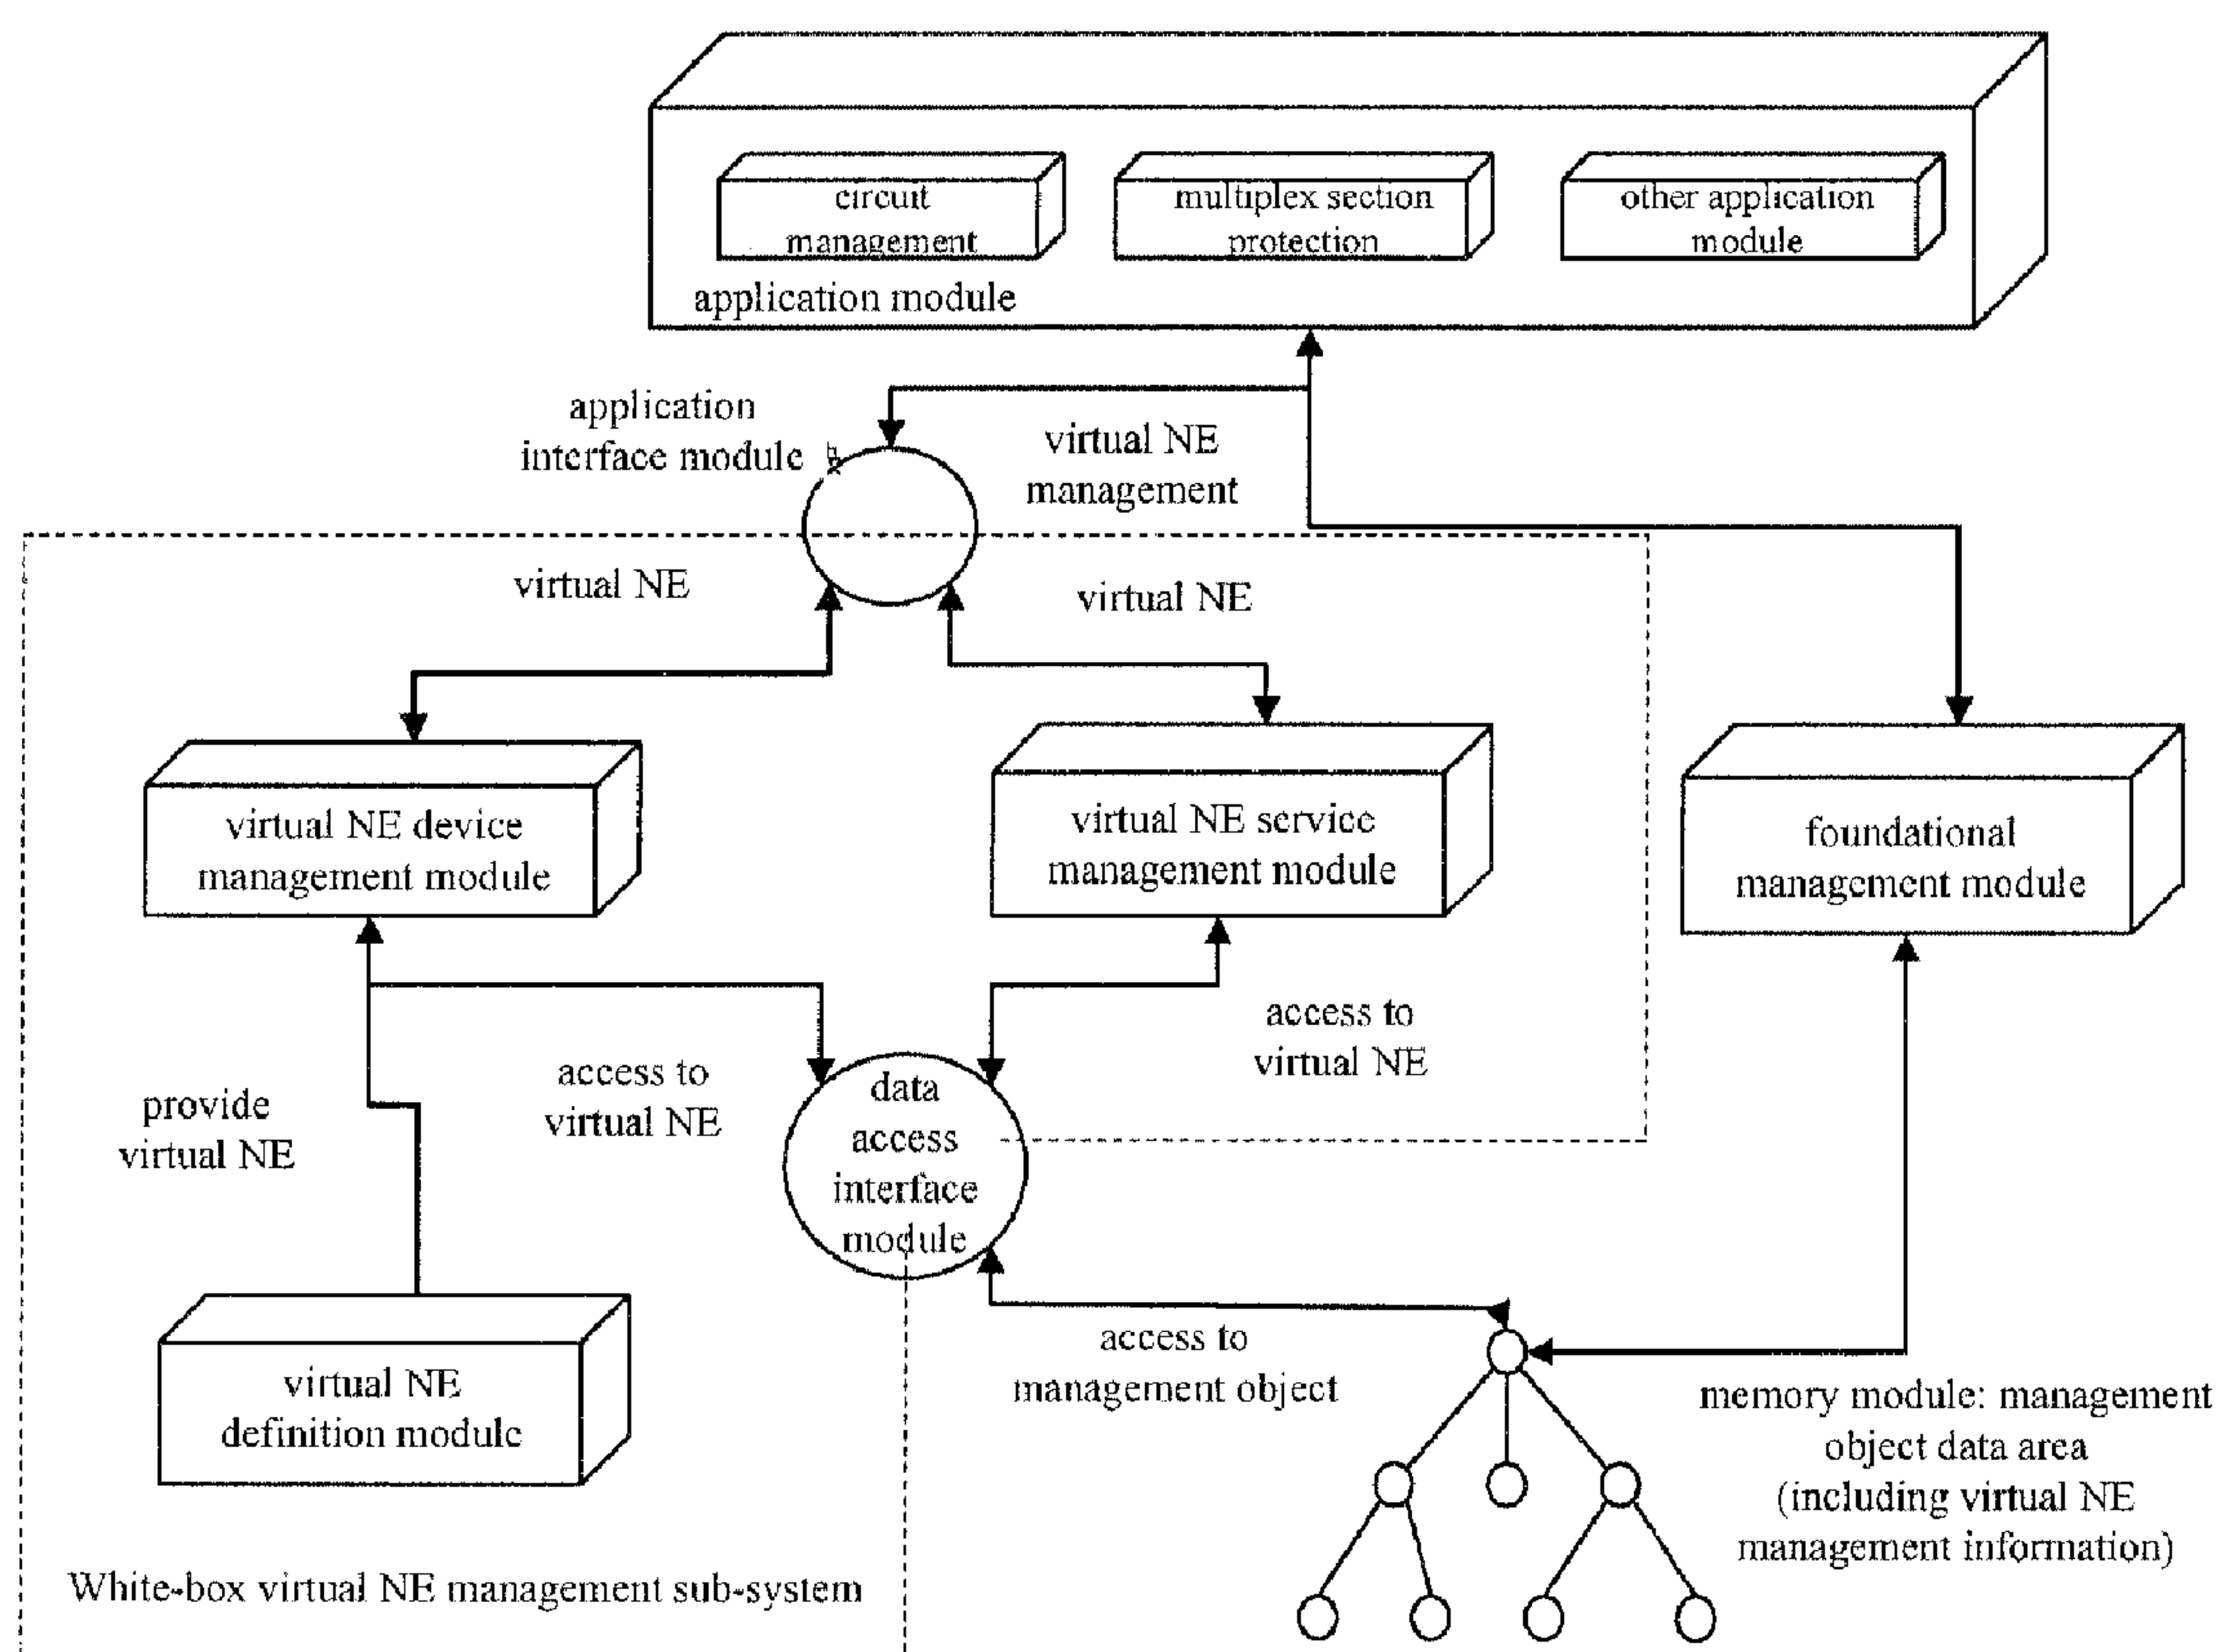 circuit
management
multiplex section
protection
other application
module
application module
application
interface module
virtual NE
management
virtual NE
virtual NE
virtual NE device
management module
virtual NE service
management module
foundational
management module
access to
virtual NE
access to
virtual NE
provide
virtual NE
data
access
interface
module
access to
management object
virtual NE
definition module
memory module: management
object data area
(including virtual NE
management information)
White-box virtual NE management sub-system